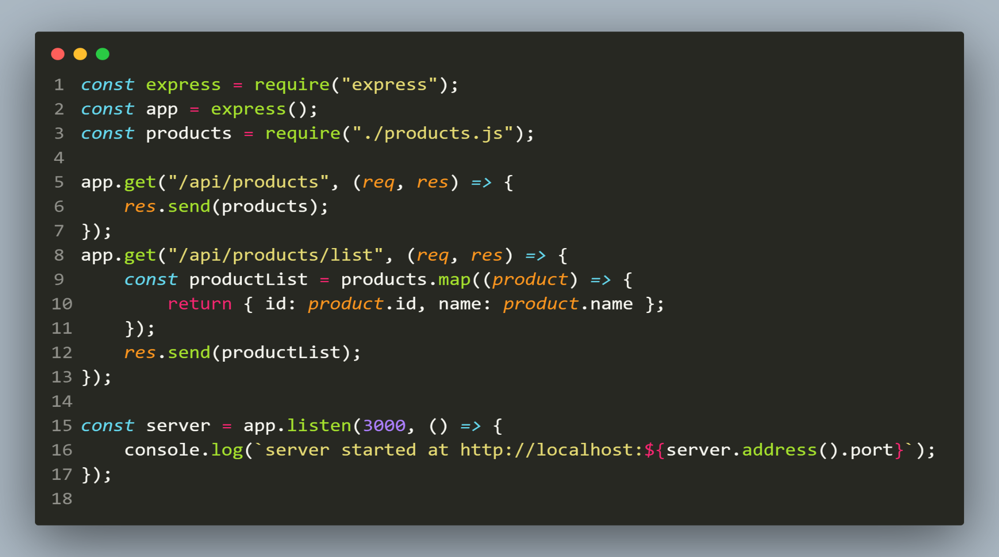 1 const express = require("express");
2 const app = express();
3 const products = require("./products.js");
4
5 app.get("/api/products", (req, res) => {
6     res.send(products);
7 });
8 app.get("/api/products/list", (req, res) => {
9     const productList = products.map((product) => {
10         return { id: product.id, name: product.name };
11     });
12     res.send(productList);
13 });
14
15 const server = app.listen(3000, () => {
16     console.log(`server started at http://localhost:${server.address().port}`);
17 });
18